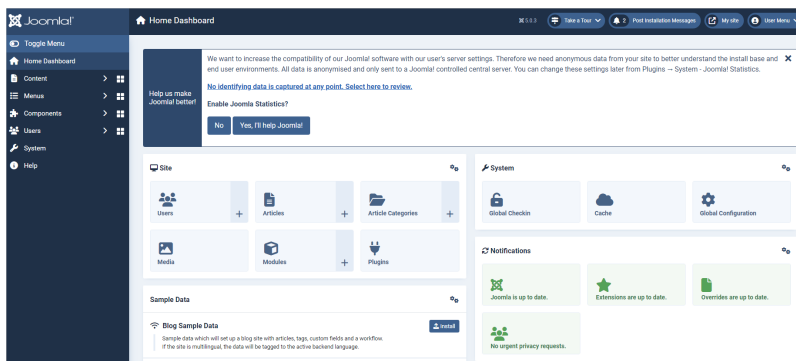 Joomla!®
Home Dashboard
5.0.3
Take a Tour
2 Post Installation Messages
My site
User Menu
Toggle Menu
Home Dashboard
Content
Menus
Components
Users
System
Help
Help us make
Joomla! better!
We want to increase the compatibility of our Joomla! software with our user's server settings. Therefore we need anonymous data from your site to better understand the install base and
end user environments. All data is anonymised and only sent to a Joomla! controlled central server. You can change these settings later from Plugins → System - Joomla! Statistics.
No identifying data is captured at any point. Select here to review.
Enable Joomla Statistics?
No
Yes, I'll help Joomla!
Site
Users
Articles
Article Categories
Media
Modules
Plugins
Sample Data
Blog Sample Data
Install
Sample data which will set up a blog site with articles, tags, custom fields and a workflow.
If the site is multilingual, the data will be tagged to the active backend language.
System
Global Checkin
Cache
Global Configuration
Notifications
Joomla is up to date.
Extensions are up to date.
Overrides are up to date.
No urgent privacy requests.